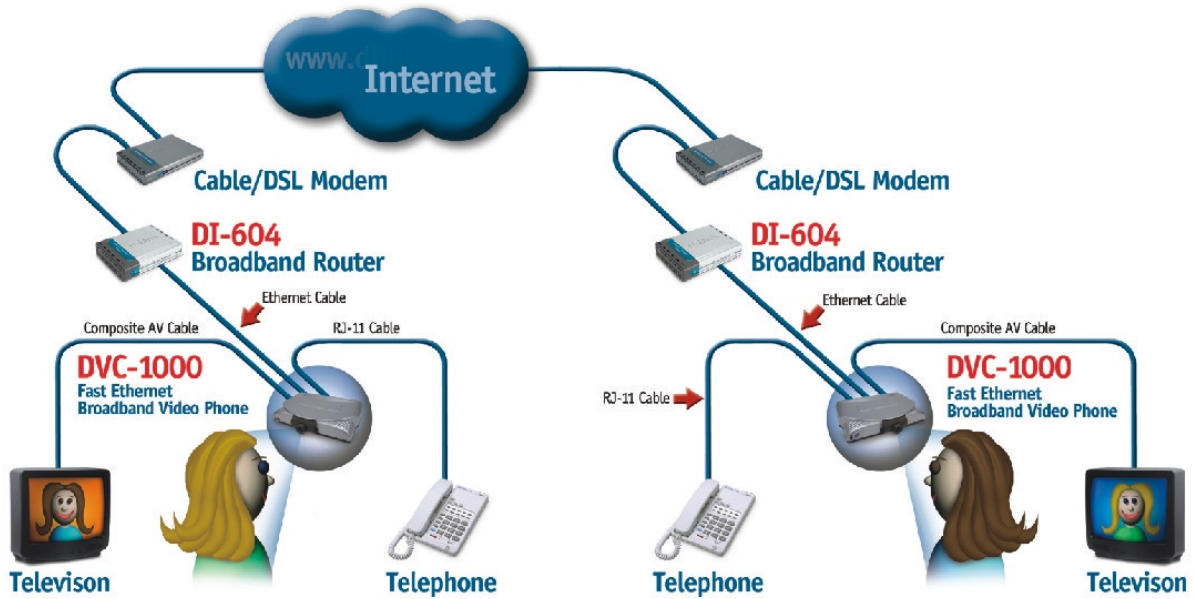 Internet
Cable/DSL Modem
Cable/DSL Modem
DI-604
Broadband Router
DI-604
Broadband Router
Ethernet Cable
Ethernet Cable
Composite AV Cable
RJ-11 Cable
Composite AV Cable
DVC-1000
Fast Ethernet
Broadband Video Phone
DVC-1000
Fast Ethernet
Broadband Video Phone
RJ-11 Cable
Televison
Telephone
Telephone
Televison